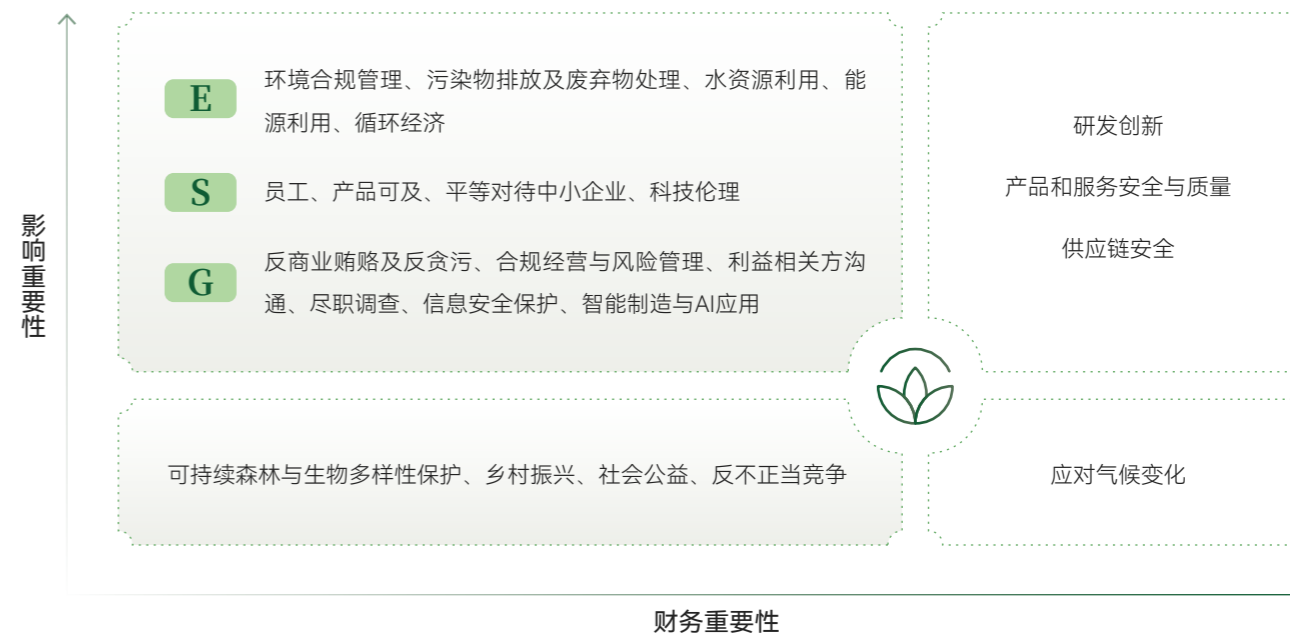 影响重要性
E
环境合规管理、污染物排放及废弃物处理、水资源利用、能
源利用、循环经济
S
员工、产品可及、平等对待中小企业、科技伦理
G
反商业贿赂及反贪污、合规经营与风险管理、利益相关方沟
通、尽职调查、信息安全保护、智能制造与AI应用
研发创新
产品和服务安全与质量
供应链安全
可持续森林与生物多样性保护、乡村振兴、社会公益、反不正当竞争
应对气候变化
财务重要性